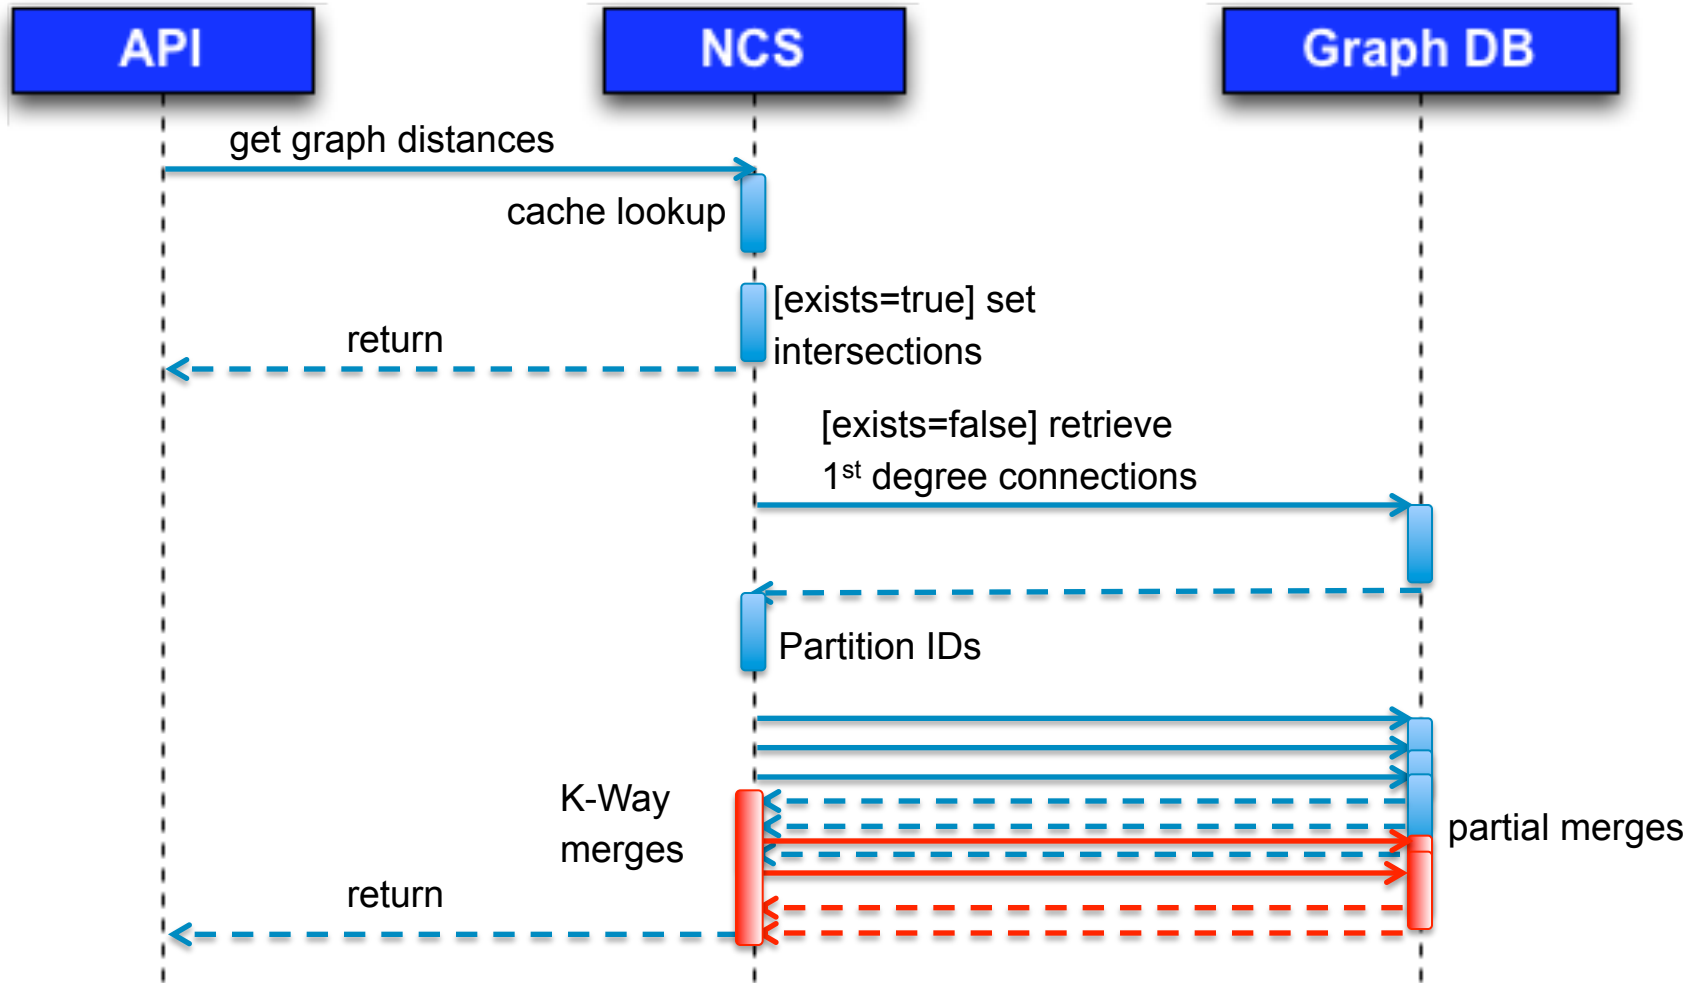 API
NCS
Graph DB
get graph distances
cache lookup
[exists=true] set
intersections
return
[exists=false] retrieve
1st degree connections
Partition IDs
K-Way
merges
partial merges
return